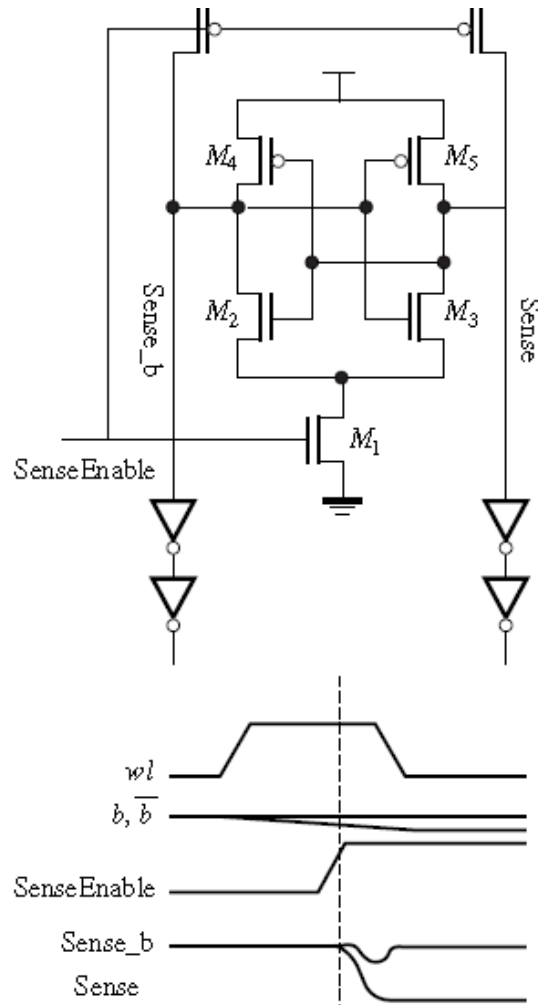 M₄
M₅
Sense_b
M₂
M₃
Sense
M₁
SenseEnable
wl
b, b̅
SenseEnable
Sense_b
Sense